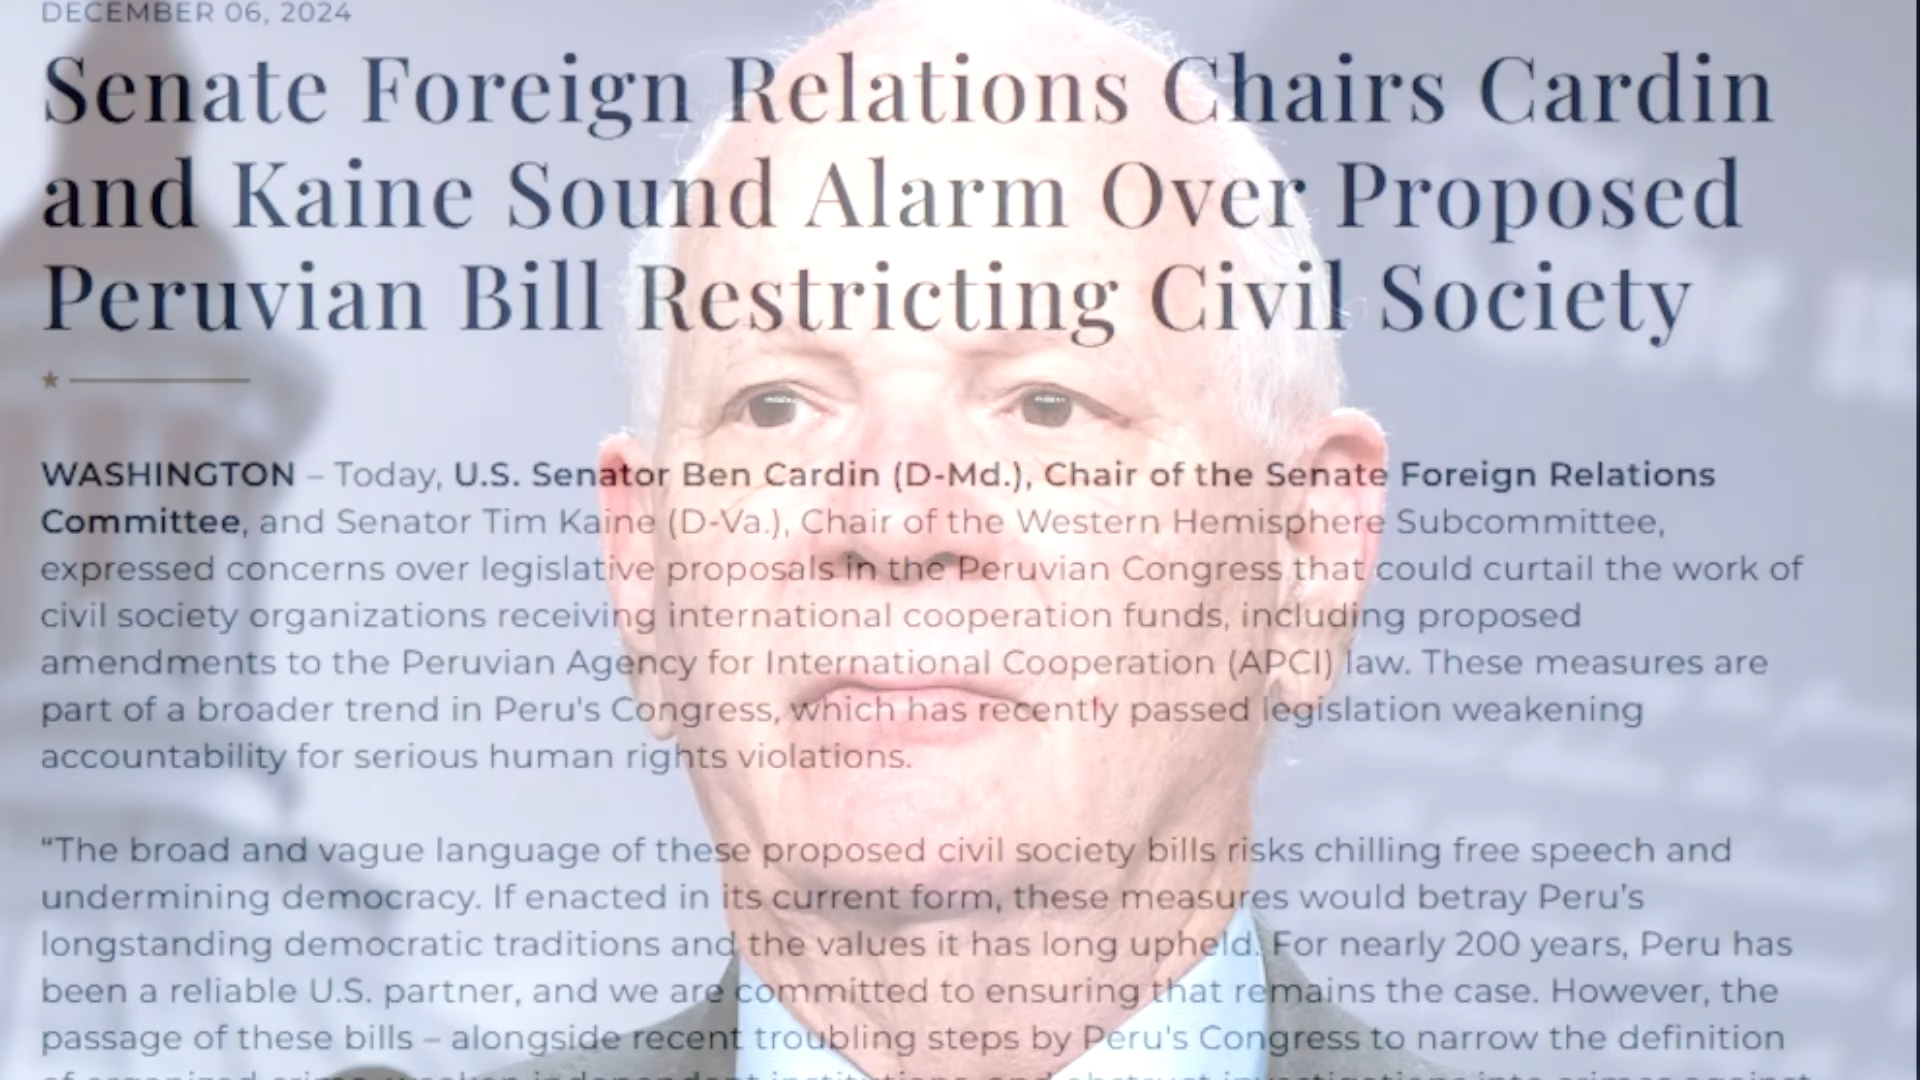 DECEMBER 06, 2024
Senate Foreign Relations Chairs Cardin
and Kaine Sound Alarm Over Proposed
Peruvian Bill Restricting Civil Society
WASHINGTON – Today, U.S. Senator Ben Cardin (D-Md.), Chair of the Senate Foreign Relations
Committee, and Senator Tim Kaine (D-Va.), Chair of the Western Hemisphere Subcommittee,
expressed concerns over legislative proposals in the Peruvian Congress that could curtail the work of
civil society organizations receiving international cooperation funds, including proposed
amendments to the Peruvian Agency for International Cooperation (APCI) law. These measures are
part of a broader trend in Peru's Congress, which has recently passed legislation weakening
accountability for serious human rights violations.
“The broad and vague language of these proposed civil society bills risks chilling free speech and
undermining democracy. If enacted in its current form, these measures would betray Peru’s
longstanding democratic traditions and the values it has long upheld. For nearly 200 years, Peru has
been a reliable U.S. partner, and we are committed to ensuring that remains the case. However, the
passage of these bills – alongside recent troubling steps by Peru's Congress to narrow the definition